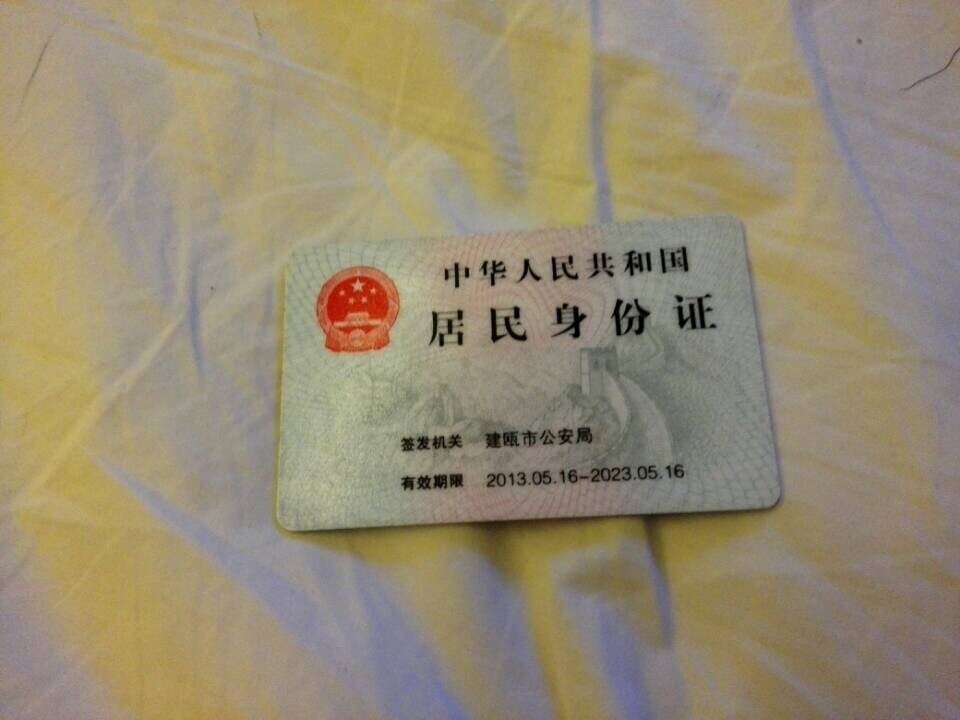 中华人民共和国
居民身份证
签发机关 建瓯市公安局
有效期限 2013.05.16-2023.05.16